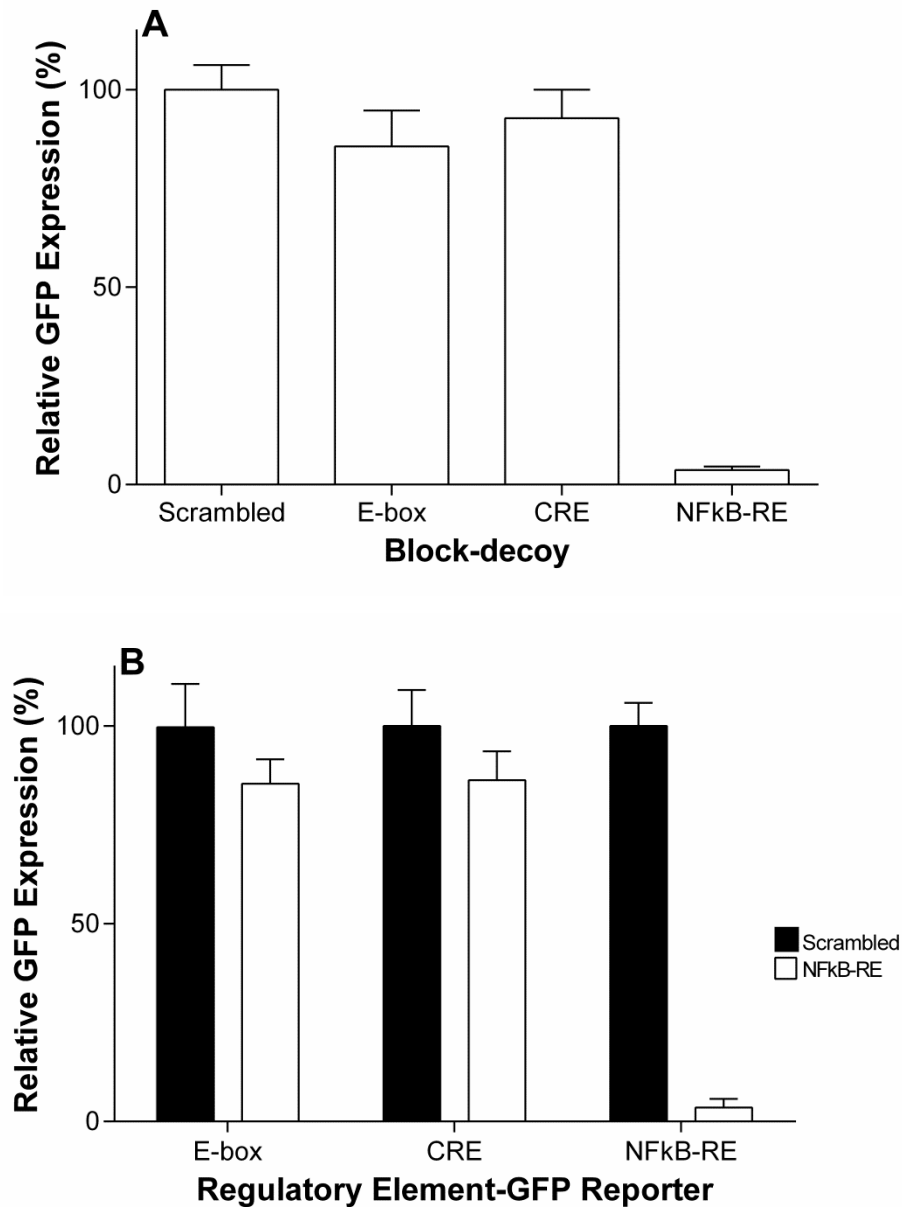 A
Relative GFP Expression (%)
100
50
0
Scrambled E-box CRE NFkB-RE
Block-decoy
B
Relative GFP Expression (%)
100
50
0
Scrambled
NFkB-RE
E-box CRE NFkB-RE
Regulatory Element-GFP Reporter